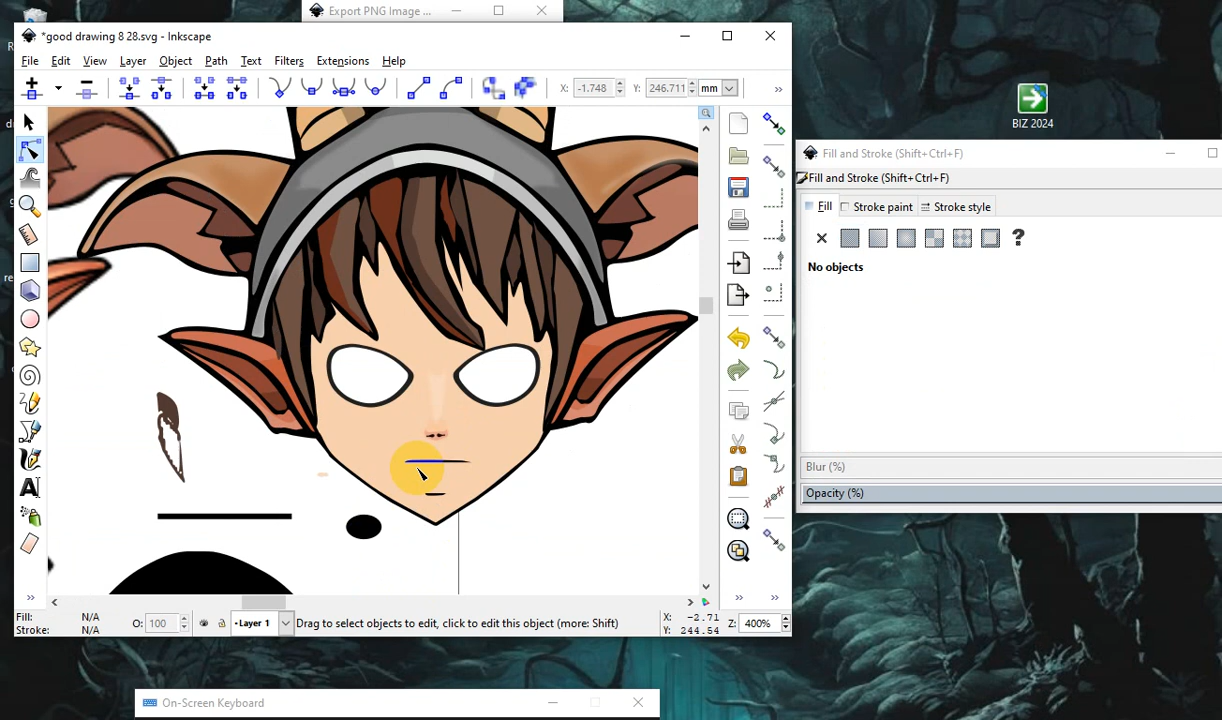 Export PNG Image ...
*good drawing 8 28.svg - Inkscape
File Edit View Layer Object Path Text Filters Extensions Help
X: -1.748 Y: 246.711 mm
BIZ 2024
Fill and Stroke (Shift+Ctrl+F)
Fill and Stroke (Shift+Ctrl+F)
Fill Stroke paint Stroke style
?
No objects
Blur (%)
Opacity (%)
Fill: N/A
Stroke: N/A
O: 100
Layer 1
Drag to select objects to edit, click to edit this object (more: Shift)
X: -2.71
Y: 244.54
Z: 400%
On-Screen Keyboard